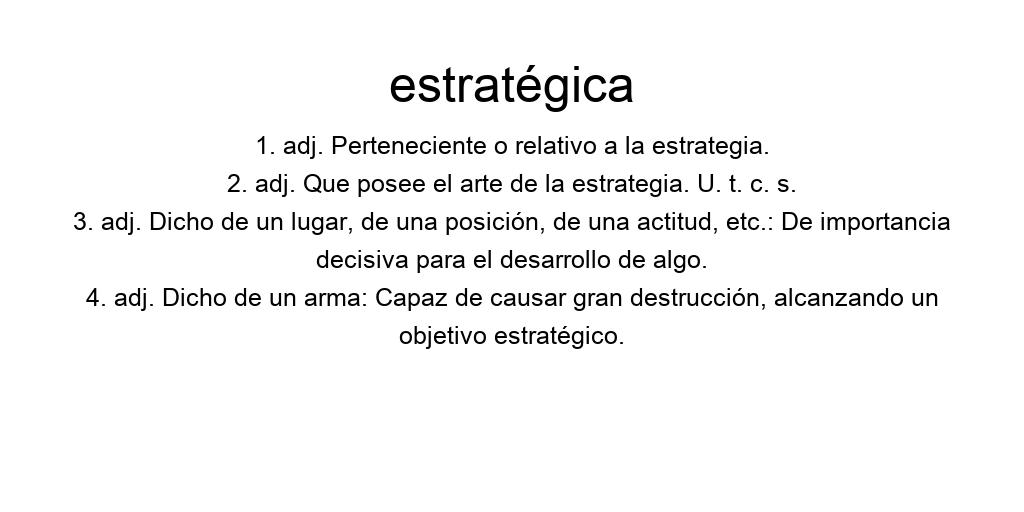 estratégica
1. adj. Perteneciente o relativo a la estrategia.
2. adj. Que posee el arte de la estrategia. U. t. c. s.
3. adj. Dicho de un lugar, de una posición, de una actitud, etc.: De importancia
decisiva para el desarrollo de algo.
4. adj. Dicho de un arma: Capaz de causar gran destrucción, alcanzando un
objetivo estratégico.